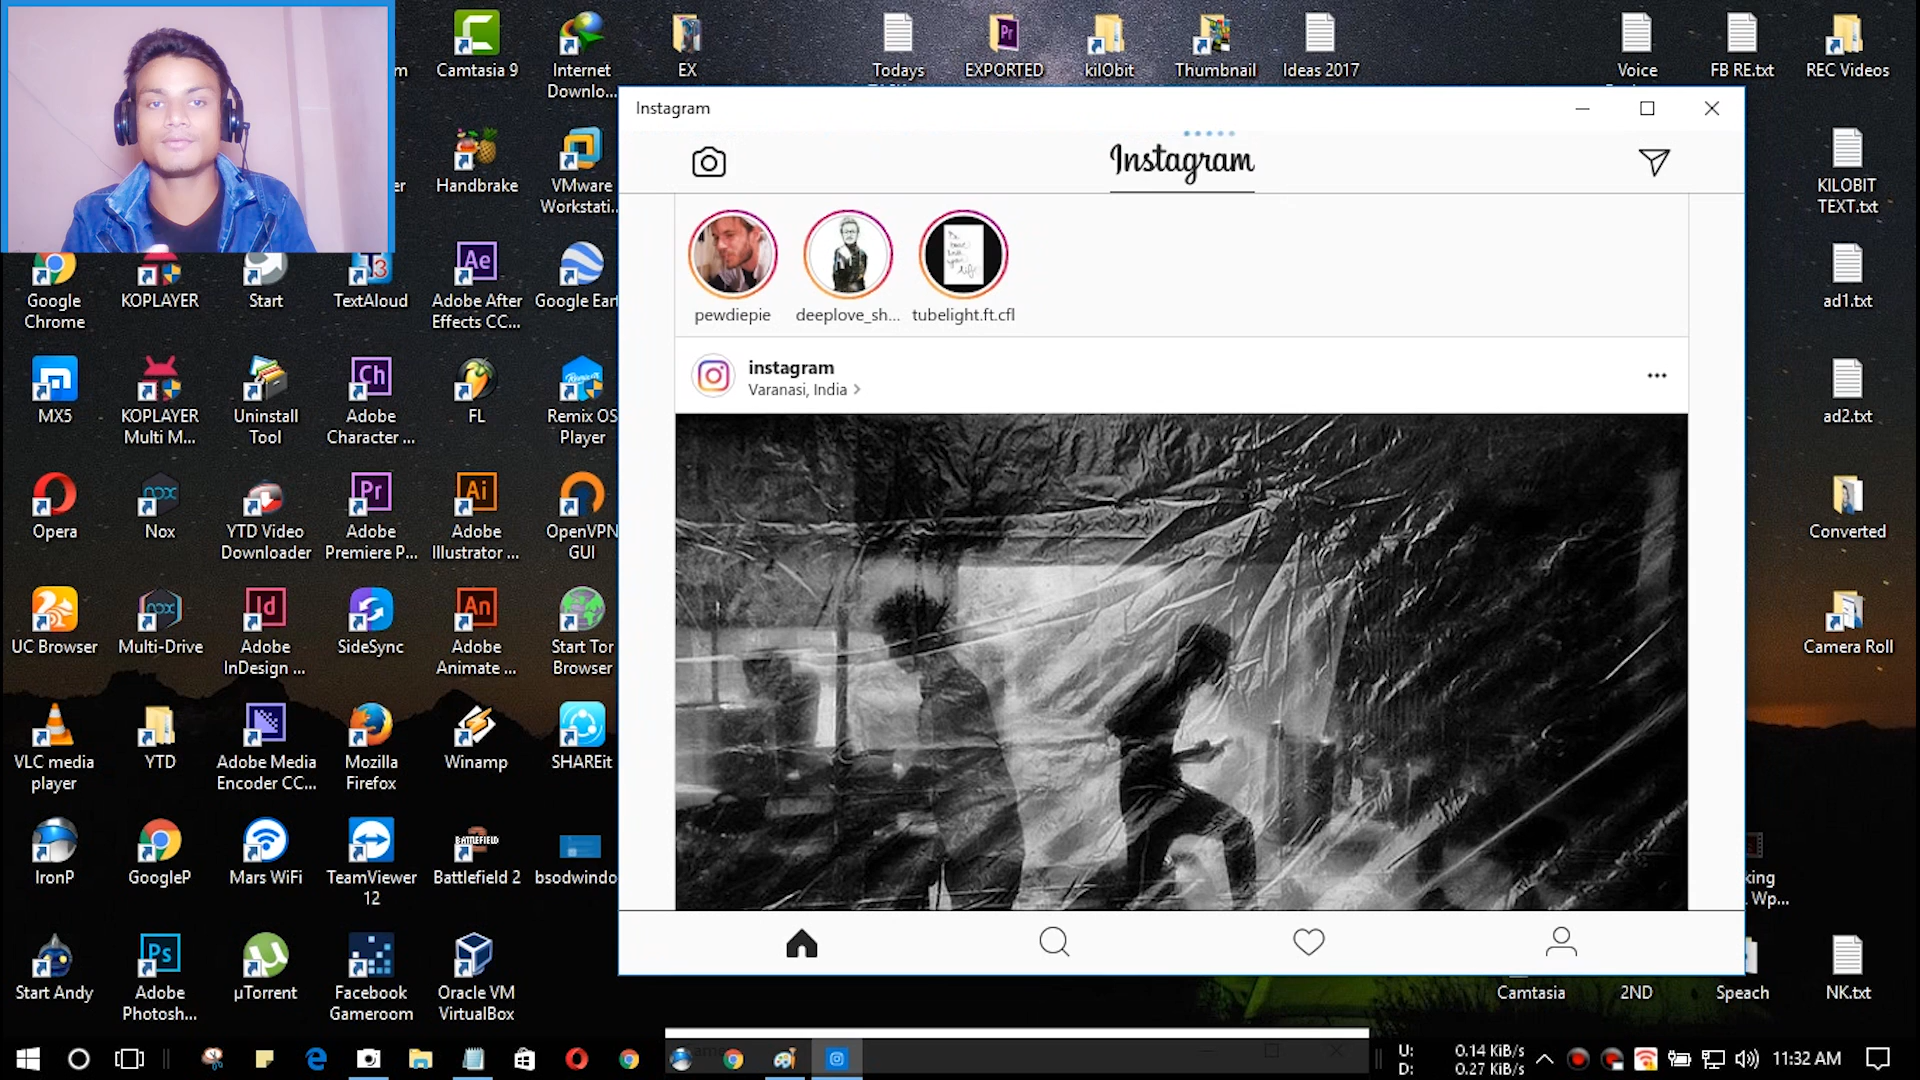 m
Camtasia 9
Internet
Downlo...
EX
Todays
EXPORTED
kilObit
Thumbnail
Ideas 2017
Voice
FB RE.txt
REC Videos
er
Handbrake
VMware
Workstati..
KILOBIT
TEXT.txt
Google
Chrome
KOPLAYER
Start
TextAloud
Adobe After
Effects CC...
Google Eart
ad1.txt
MX5
KOPLAYER
Multi M...
Uninstall
Tool
Adobe
Character ...
FL
Remix OS
Player
ad2.txt
Opera
Nox
YTD Video
Downloader
Adobe
Premiere P...
Adobe
Illustrator ...
OpenVPN
GUI
Converted
UC Browser
Multi-Drive
Adobe
InDesign ...
SideSync
Adobe
Animate ...
Start Tor
Browser
Camera Roll
VLC media
player
YTD
Adobe Media
Encoder CC...
Mozilla
Firefox
Winamp
SHAREit
IronP
GoogleP
Mars WiFi
TeamViewer
12
Battlefield 2
bsodwindo
king
Wp...
Start Andy
Adobe
Photosh...
µTorrent
Facebook
Gameroom
Oracle VM
VirtualBox
Camtasia
2ND
Speach
NK.txt
Instagram
Instagram
pewdiepie
deeplove_sh...
tubelight.ft.cfl
instagram
Varanasi, India
U: 0.14 KiB/s
D: 0.27 KiB/s
11:32 AM